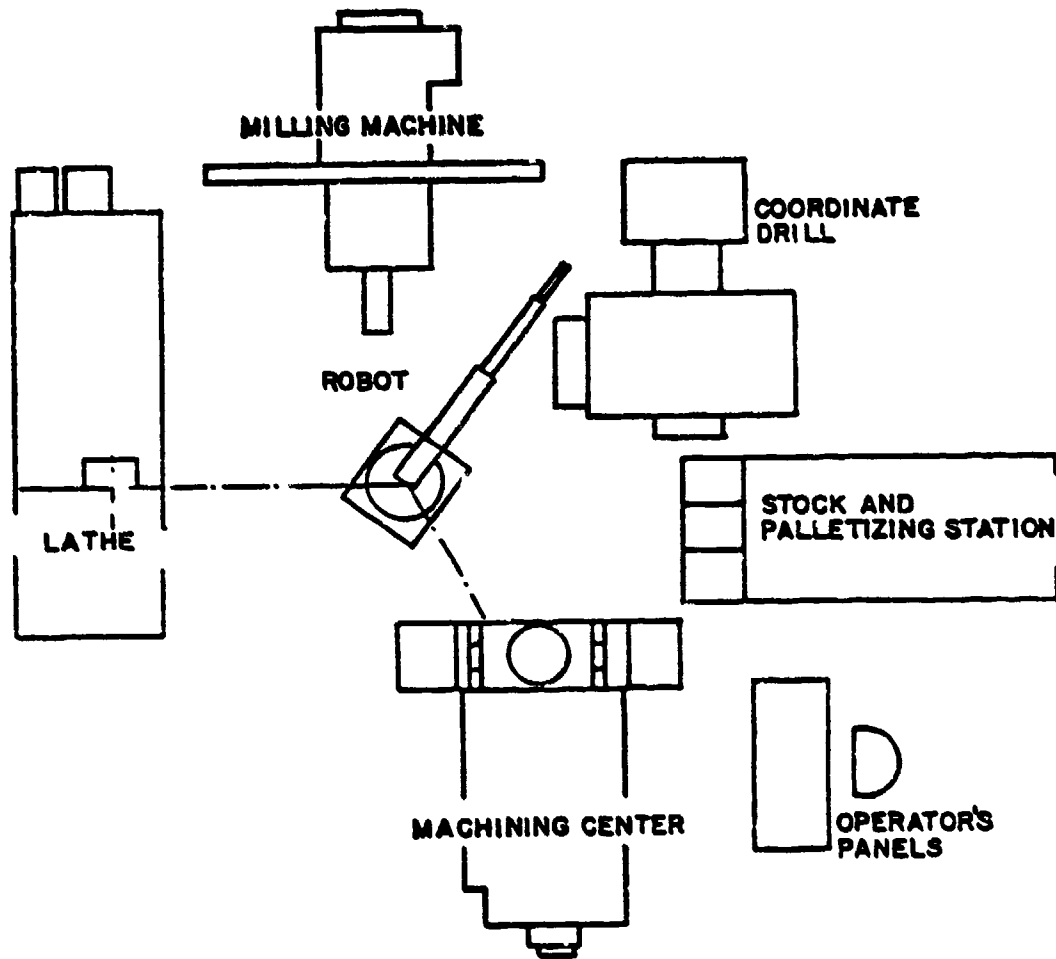 MILLING MACHINE
COORDINATE
DRILL
ROBOT
STOCK AND
PALLETIZING STATION
LATHE
MACHINING CENTER
OPERATOR'S
PANELS